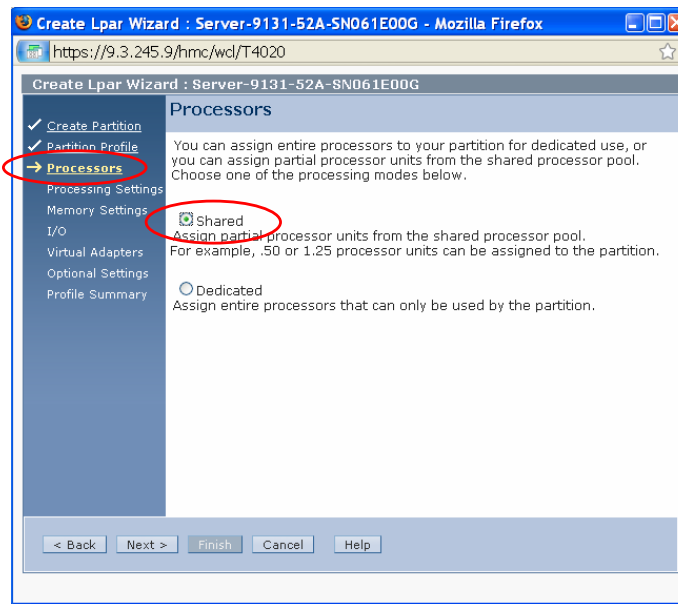 Create Lpar Wizard : Server-9131-52A-SN061E00G - Mozilla Firefox
https://9.3.245.9/hmc/wcl/T4020
Create Lpar Wizard : Server-9131-52A-SN061E00G
Create Partition
Partition Profile
Processors
Processing Settings
Memory Settings
I/O
Virtual Adapters
Optional Settings
Profile Summary
Processors
You can assign entire processors to your partition for dedicated use, or
you can assign partial processor units from the shared processor pool.
Choose one of the processing modes below.
Shared
Assign partial processor units from the shared processor pool.
For example, .50 or 1.25 processor units can be assigned to the partition.
Dedicated
Assign entire processors that can only be used by the partition.
< Back
Next >
Finish
Cancel
Help